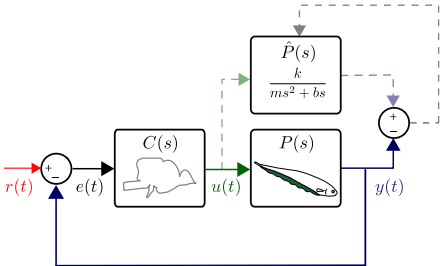 P̂(s)
k
ms² + bs
+
−
C(s)
P(s)
+
−
r(t)
e(t)
u(t)
y(t)